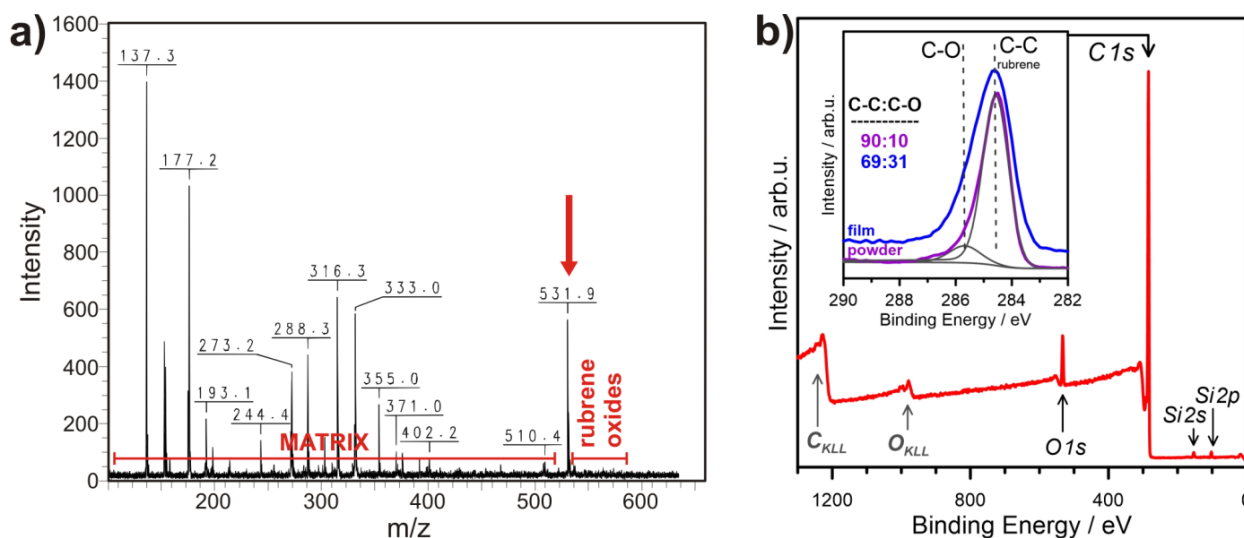 a)
Intensity
1600
1400
1200
1000
800
600
400
200
0
137.3
177.2
193.1
244.4
273.2
288.3
316.3
333.0
355.0
371.0
402.2
510.4
531.9
MATRIX
rubrene
oxides
200
300
400
500
600
m/z
b)
Intensity / arb.u.
C-O
C-C
rubrene
C-C:C-O
-----------
90:10
69:31
film
powder
Intensity / arb.u.
290
288
286
284
282
Binding Energy / eV
C1s
CKLL
OKLL
O1s
Si2s
Si2p
1200
800
400
0
Binding Energy / eV